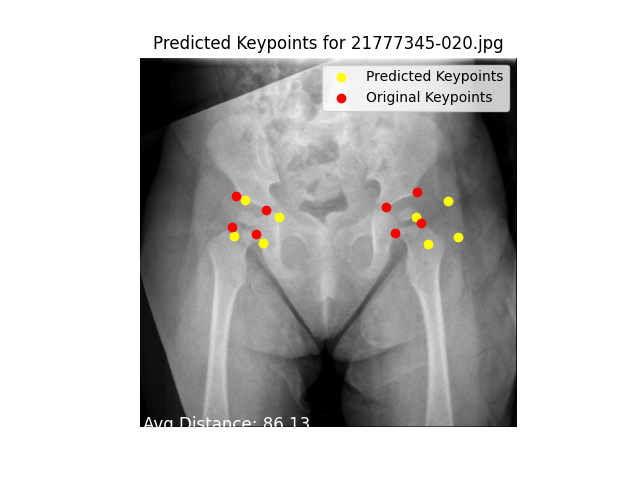 Predicted Keypoints for 21777345-020.jpg
Predicted Keypoints
Original Keypoints
Avg Distance: 86.13